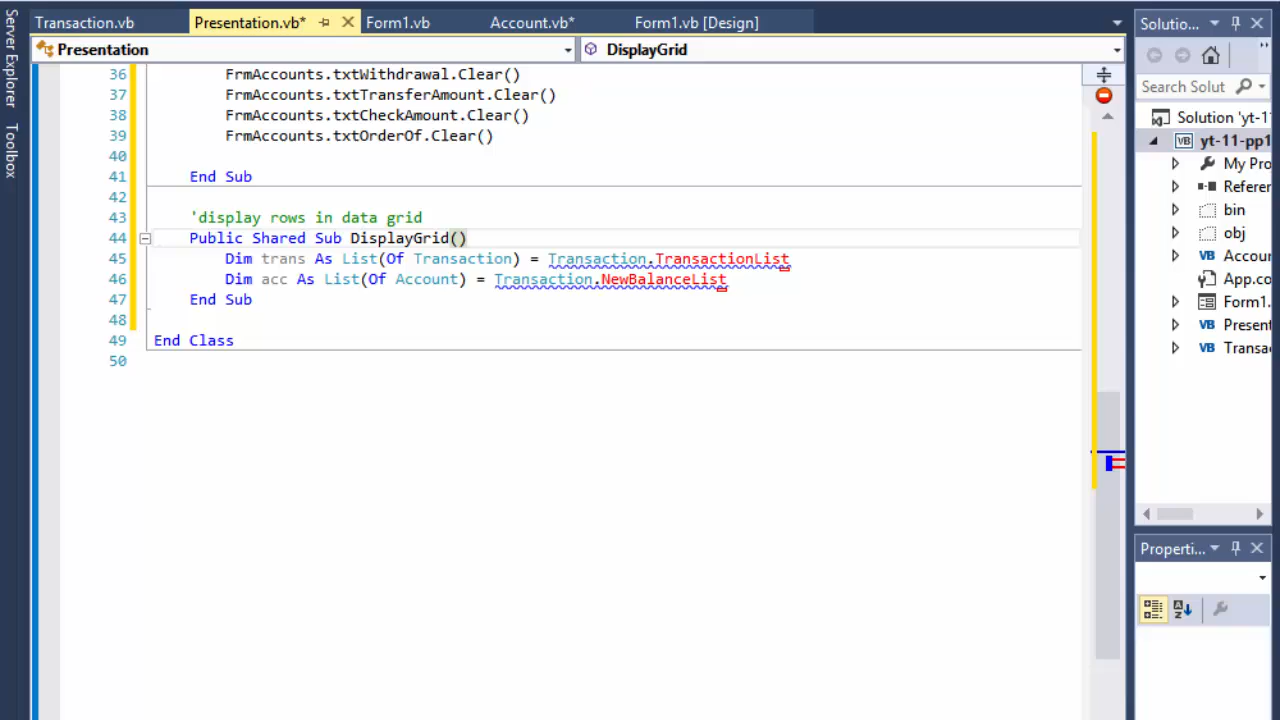 Server Explorer
Toolbox
Transaction.vb
Presentation.vb*
Form1.vb
Account.vb*
Form1.vb [Design]
Presentation
DisplayGrid
36 FrmAccounts.txtWithdrawal.Clear()
37 FrmAccounts.txtTransferAmount.Clear()
38 FrmAccounts.txtCheckAmount.Clear()
39 FrmAccounts.txtOrderOf.Clear()
40
41 End Sub
42
43 'display rows in data grid
44 Public Shared Sub DisplayGrid()
45 Dim trans As List(Of Transaction) = Transaction.TransactionList
46 Dim acc As List(Of Account) = Transaction.NewBalanceList
47 End Sub
48
49 End Class
50
Solutio...
Search Solut
Solution 'yt-1
yt-11-pp1
My Pro
Referen
bin
obj
Accour
App.co
Form1.
Present
Transac
Properti...